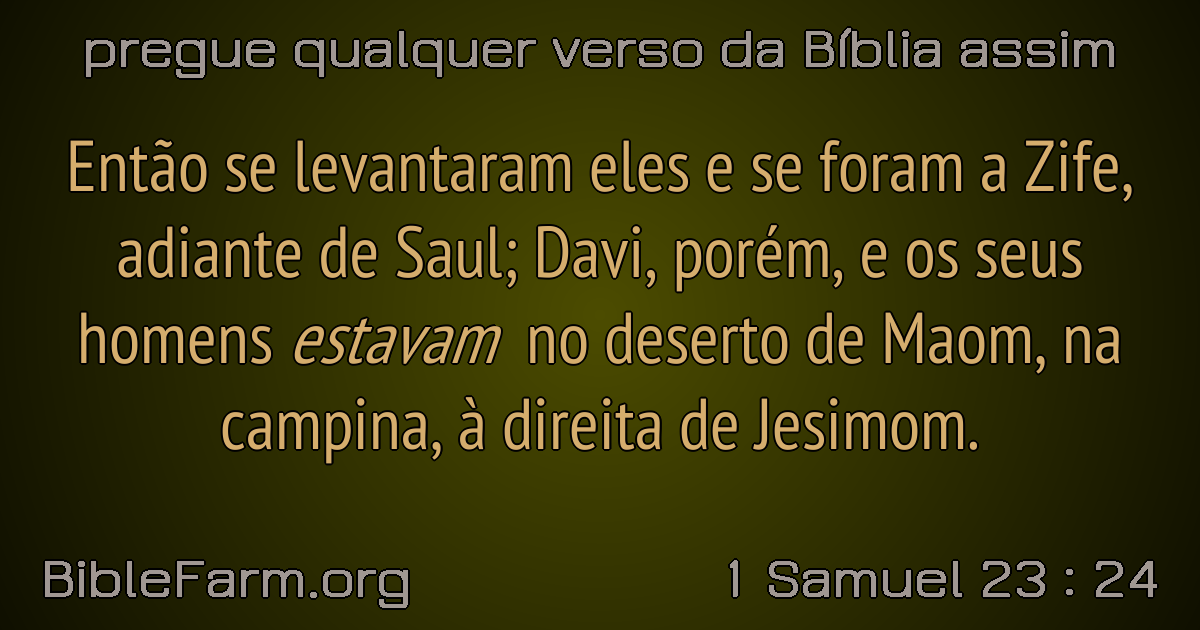 pregue qualquer verso da Bíblia assim
Então se levantaram eles e se foram a Zife,
adiante de Saul; Davi, porém, e os seus
homens estavam no deserto de Maom, na
campina, à direita de Jesimom.
BibleFarm.org
1 Samuel 23 : 24